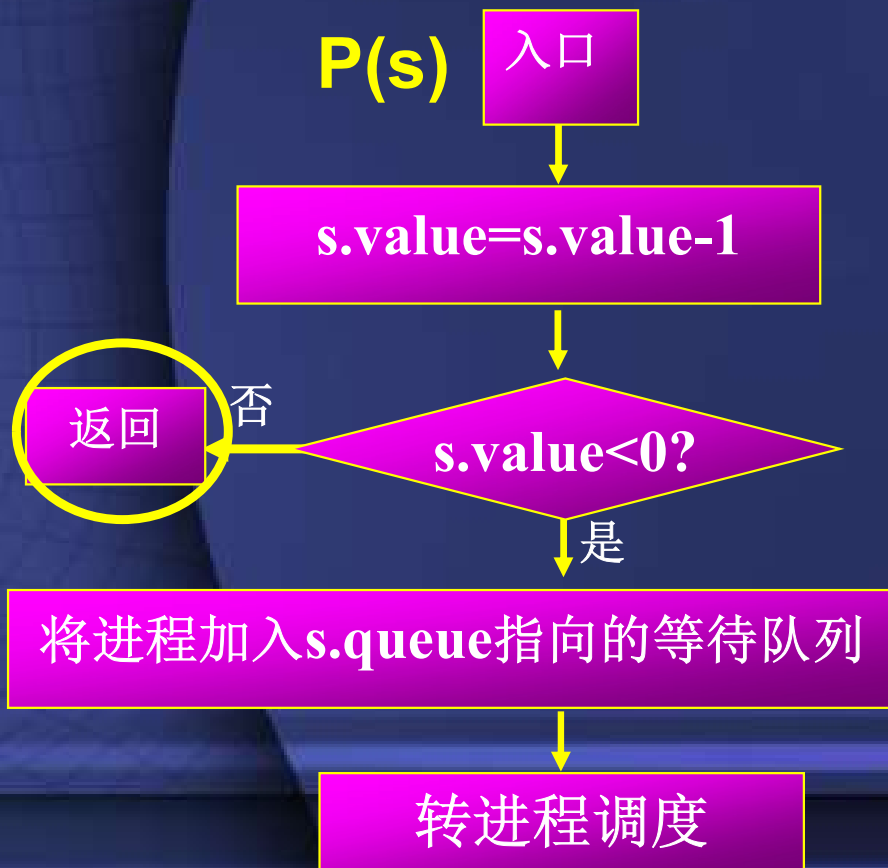 P(s)
入口
s.value=s.value-1
s.value<0?
否
返回
是
将进程加入s.queue指向的等待队列
转进程调度